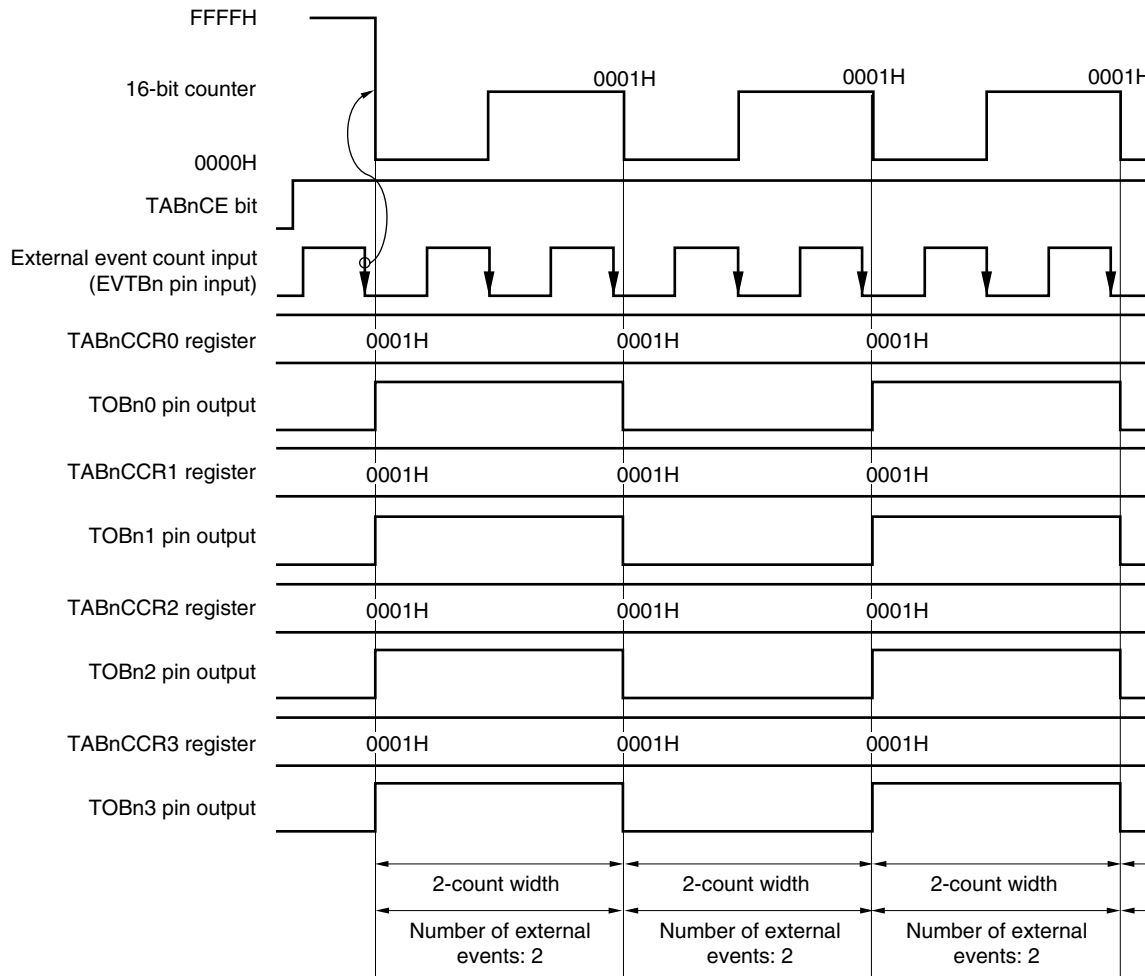 FFFFH
16-bit counter
0001H 0001H 0001H
0000H
TABnCE bit
External event count input
(EVTBn pin input)
TABnCCR0 register
0001H 0001H 0001H
TOBn0 pin output
TABnCCR1 register
0001H 0001H 0001H
TOBn1 pin output
TABnCCR2 register
0001H 0001H 0001H
TOBn2 pin output
TABnCCR3 register
0001H 0001H 0001H
TOBn3 pin output
2-count width 2-count width 2-count width
Number of external Number of external Number of external
events: 2 events: 2 events: 2